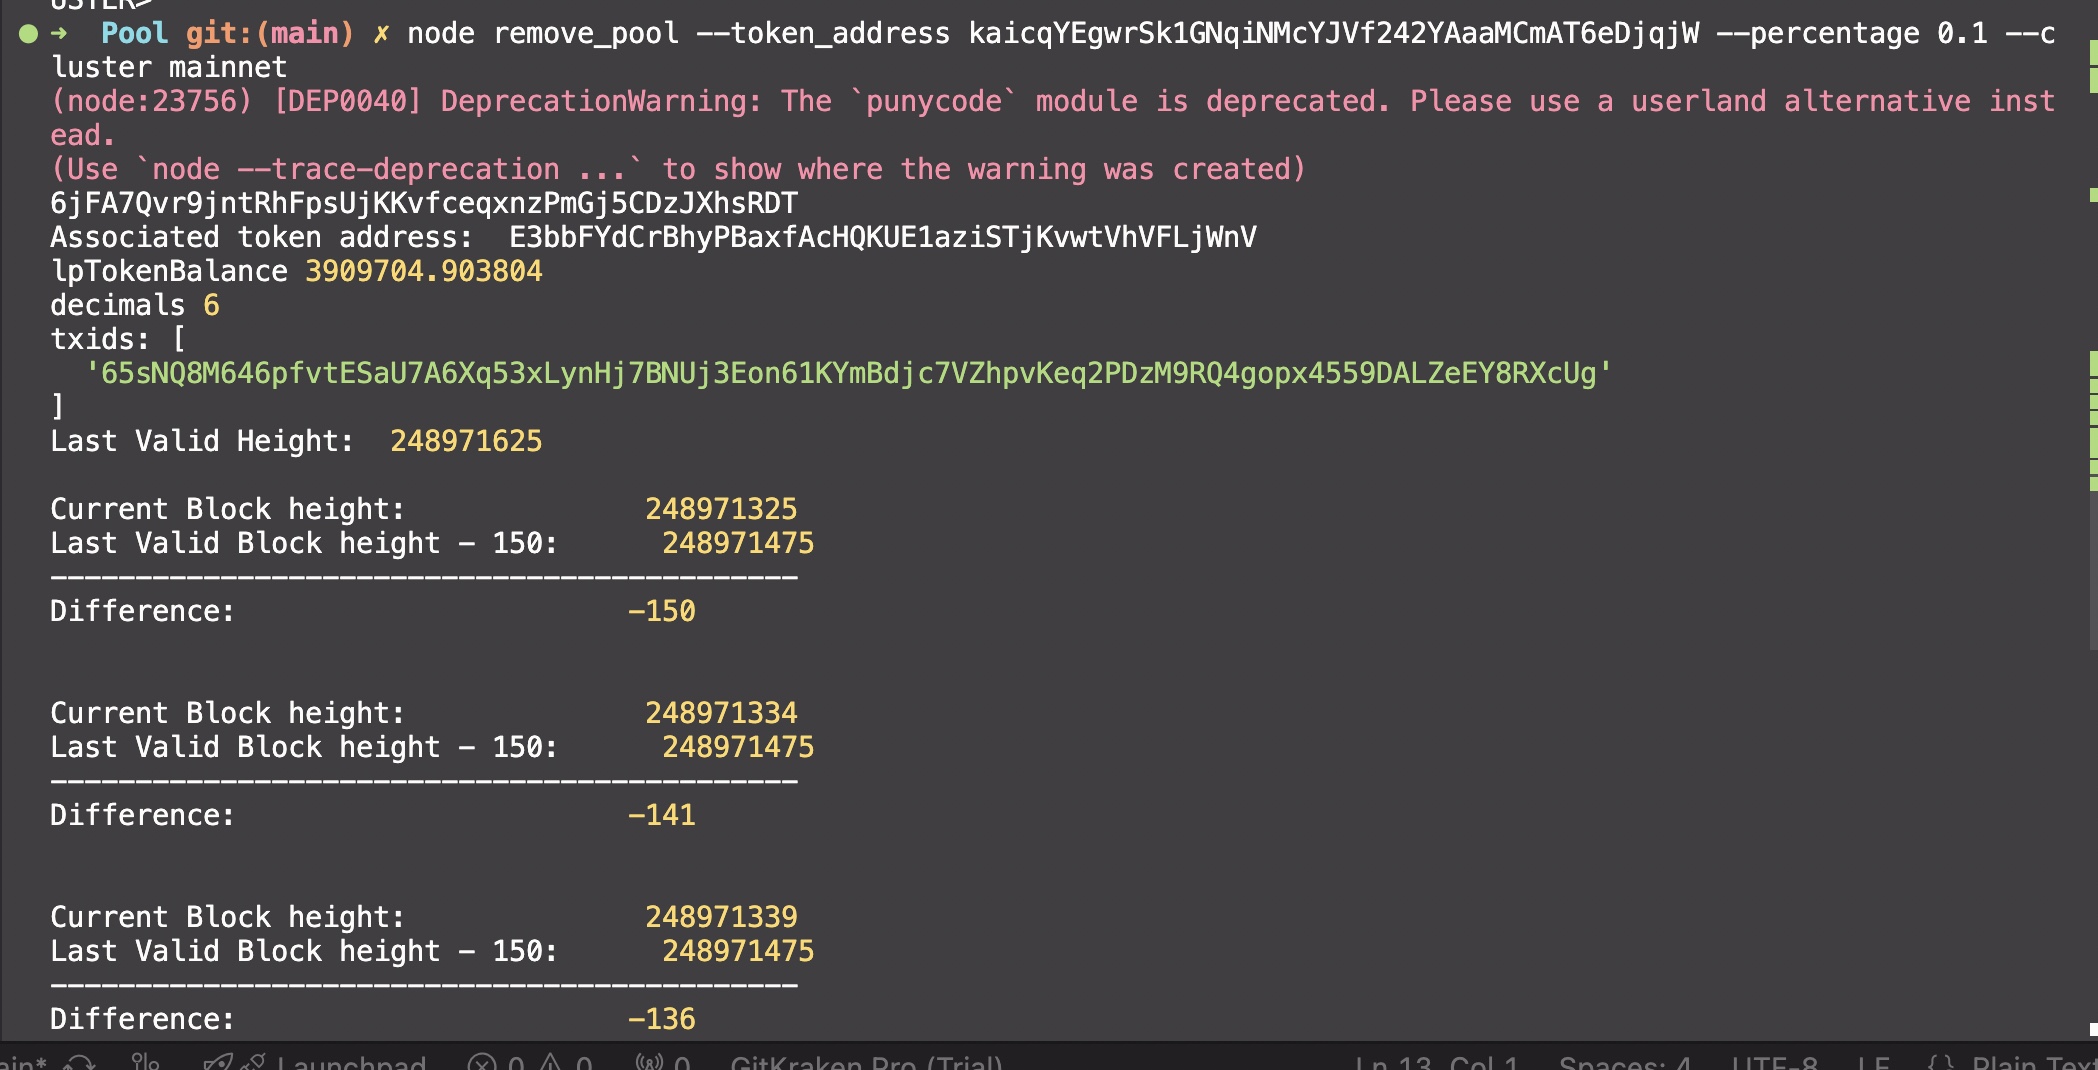 ● → Pool git:(main) ✗ node remove_pool --token_address kaicqYEgwrSk1GNqiNMcYJVf242YAaaMCmAT6eDjqjW --percentage 0.1 --c
luster mainnet
(node:23756) [DEP0040] DeprecationWarning: The `punycode` module is deprecated. Please use a userland alternative inst
ead.
(Use `node --trace-deprecation ...` to show where the warning was created)
6jFA7Qvr9jntRhFpsUjKKvfceqxnzPmGj5CDzJXhsRDT
Associated token address:  E3bbFYdCrBhyPBaxfAcHQKUE1aziSTjKvwtVhVFLjWnV
lpTokenBalance 3909704.903804
decimals 6
txids: [
  '65sNQ8M646pfvtESaU7A6Xq53xLynHj7BNUj3Eon61KYmBdjc7VZhpvKeq2PDzM9RQ4gopx4559DALZeEY8RXcUg'
]
Last Valid Height:  248971625
Current Block height: 248971325
Last Valid Block height - 150: 248971475
--------------------------------------------
Difference: -150
Current Block height: 248971334
Last Valid Block height - 150: 248971475
--------------------------------------------
Difference: -141
Current Block height: 248971339
Last Valid Block height - 150: 248971475
--------------------------------------------
Difference: -136
Launchpad 0 0 0 GitKraken Pro (Trial) Ln 13, Col 1 Spaces: 4 UTF-8 LF {} Plain